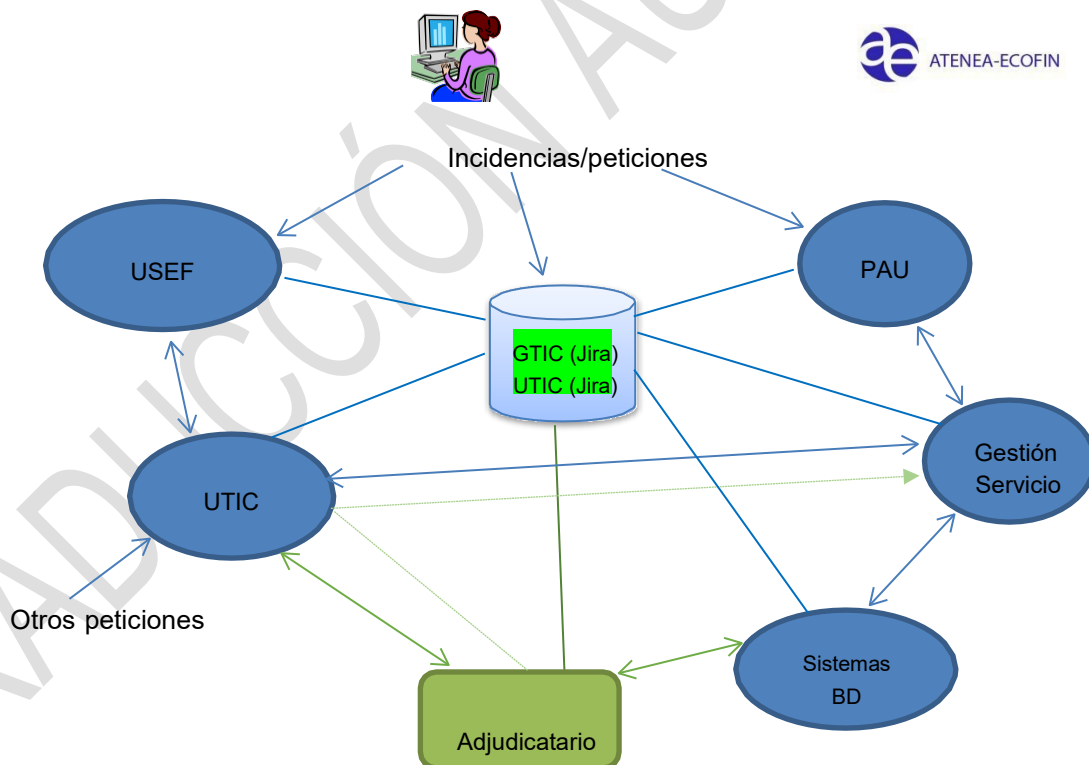 ATENEA-ECOFIN
Incidencias/peticiones
USEF
PAU
GTIC (Jira)
UTIC (Jira)
Gestión
Servicio
UTIC
Otros peticiones
Sistemas
BD
Adjudicatario